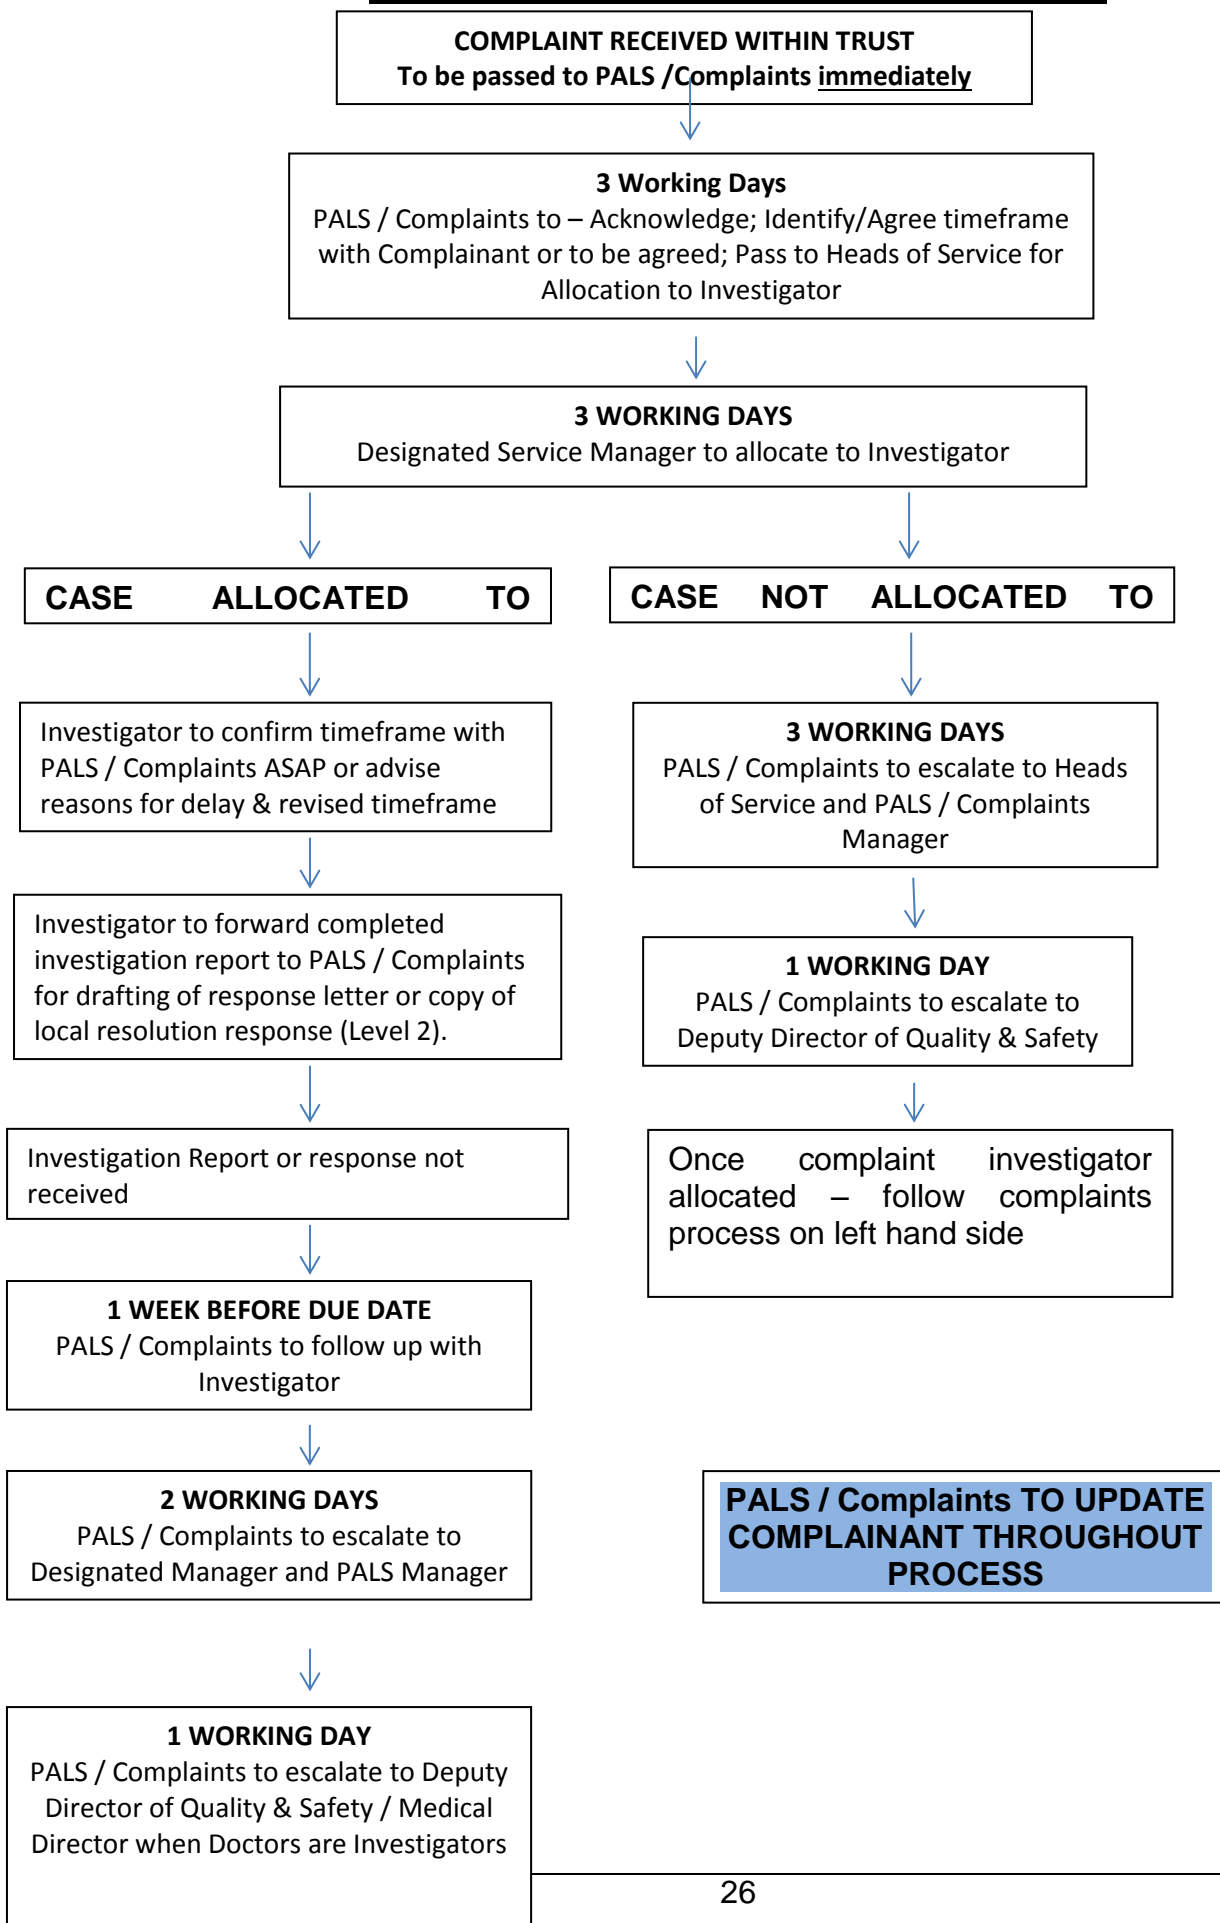 COMPLAINT RECEIVED WITHIN TRUST
To be passed to PALS /Complaints immediately
3 Working Days
PALS / Complaints to – Acknowledge; Identify/Agree timeframe
with Complainant or to be agreed; Pass to Heads of Service for
Allocation to Investigator
3 WORKING DAYS
Designated Service Manager to allocate to Investigator
CASE ALLOCATED TO
CASE NOT ALLOCATED TO
Investigator to confirm timeframe with
PALS / Complaints ASAP or advise
reasons for delay & revised timeframe
3 WORKING DAYS
PALS / Complaints to escalate to Heads
of Service and PALS / Complaints
Manager
Investigator to forward completed
investigation report to PALS / Complaints
for drafting of response letter or copy of
local resolution response (Level 2).
1 WORKING DAY
PALS / Complaints to escalate to
Deputy Director of Quality & Safety
Investigation Report or response not
received
Once complaint investigator
allocated – follow complaints
process on left hand side
1 WEEK BEFORE DUE DATE
PALS / Complaints to follow up with
Investigator
2 WORKING DAYS
PALS / Complaints to escalate to
Designated Manager and PALS Manager
PALS / Complaints TO UPDATE
COMPLAINANT THROUGHOUT
PROCESS
1 WORKING DAY
PALS / Complaints to escalate to Deputy
Director of Quality & Safety / Medical
Director when Doctors are Investigators
26